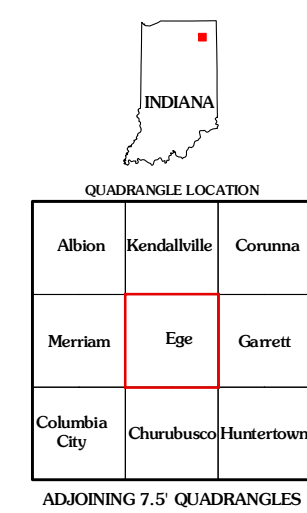 INDIANA
QUADRANGLE LOCATION
Albion
Kendallville
Corunna
Merriam
Ege
Garrett
Columbia
City
Churubusco
Huntertown
ADJOINING 7.5' QUADRANGLES